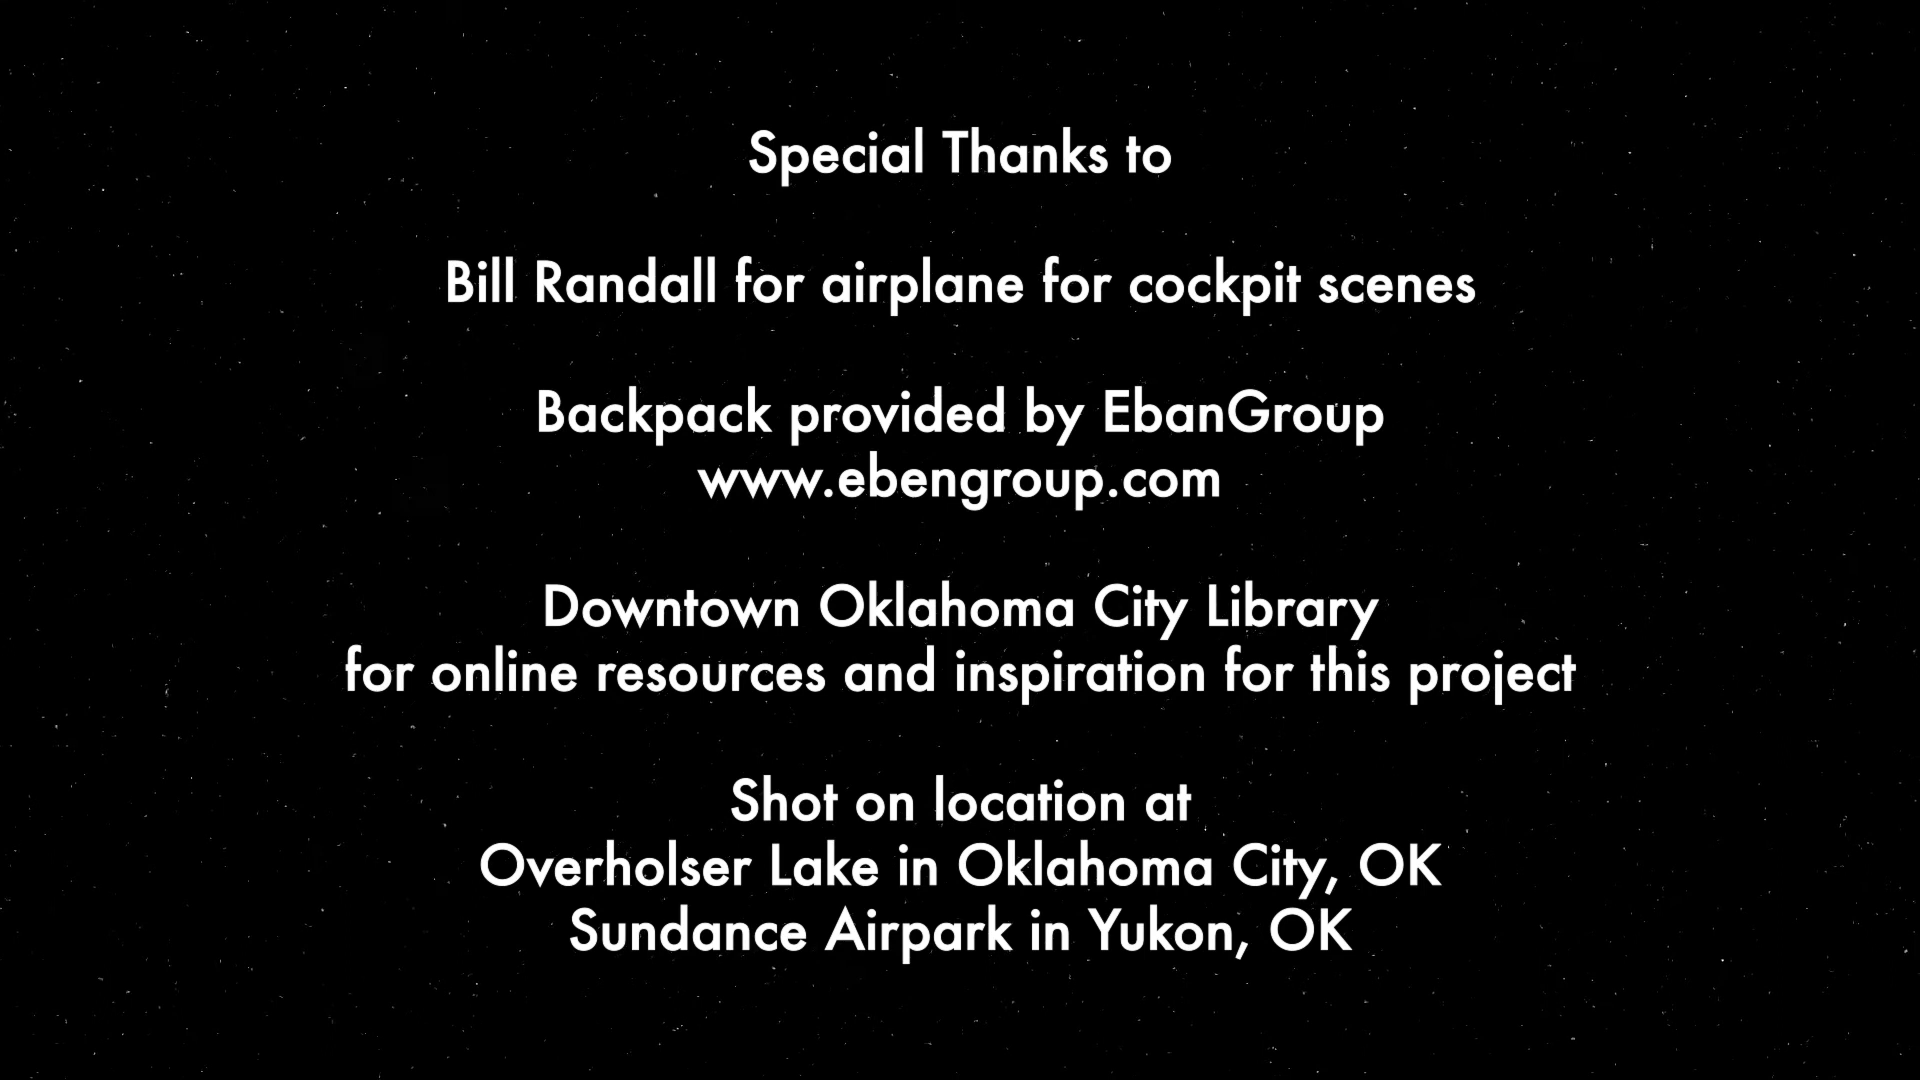 Special Thanks to
Bill Randall for airplane for cockpit scenes
Backpack provided by EbanGroup
www.ebengroup.com
Downtown Oklahoma City Library
for online resources and inspiration for this project
Shot on location at
Overholser Lake in Oklahoma City, OK
Sundance Airpark in Yukon, OK